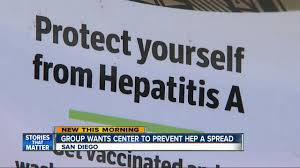 Protect yourself
from Hepatitis A
STORIES
THAT
MATTER
NEW THIS MORNING
GROUP WANTS CENTER TO PREVENT HEP A SPREAD
SAN DIEGO
Get vaccinated and